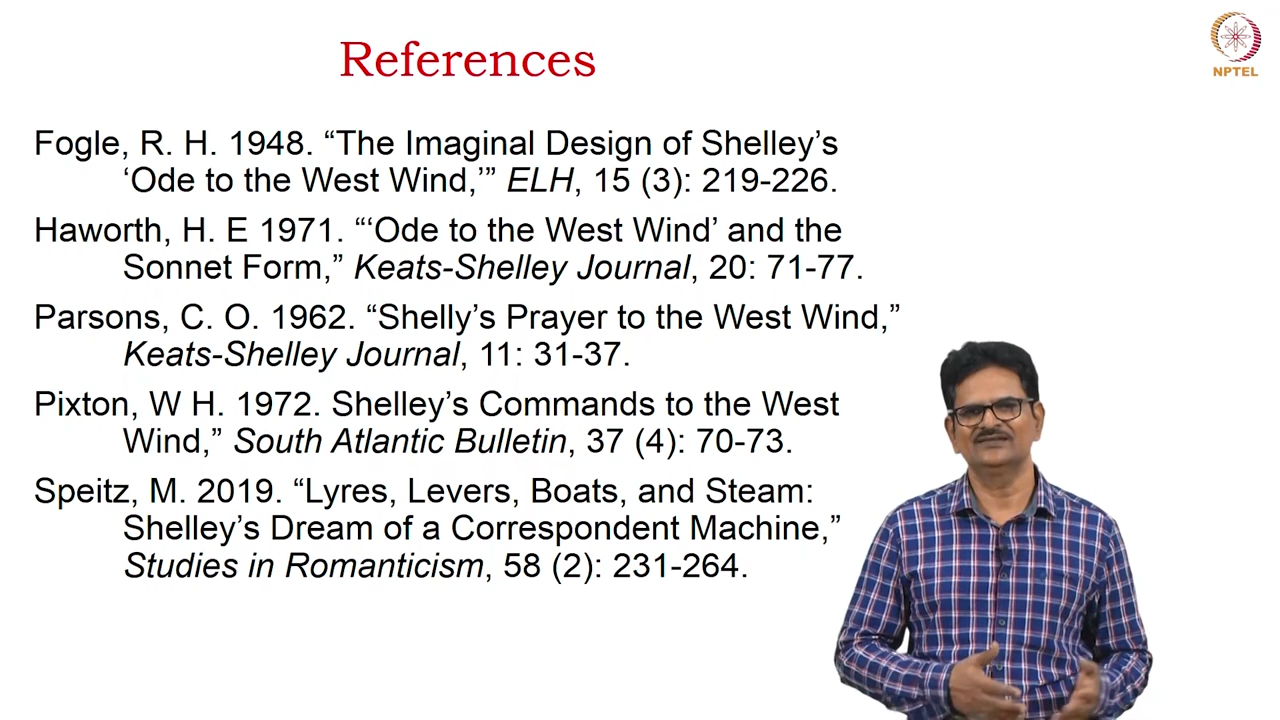 References
NPTEL
Fogle, R. H. 1948. “The Imaginal Design of Shelley’s
‘Ode to the West Wind,’” ELH, 15 (3): 219-226.
Haworth, H. E 1971. “‘Ode to the West Wind’ and the
Sonnet Form,” Keats-Shelley Journal, 20: 71-77.
Parsons, C. O. 1962. “Shelly’s Prayer to the West Wind,”
Keats-Shelley Journal, 11: 31-37.
Pixton, W H. 1972. Shelley’s Commands to the West
Wind,” South Atlantic Bulletin, 37 (4): 70-73.
Speitz, M. 2019. “Lyres, Levers, Boats, and Steam:
Shelley’s Dream of a Correspondent Machine,”
Studies in Romanticism, 58 (2): 231-264.